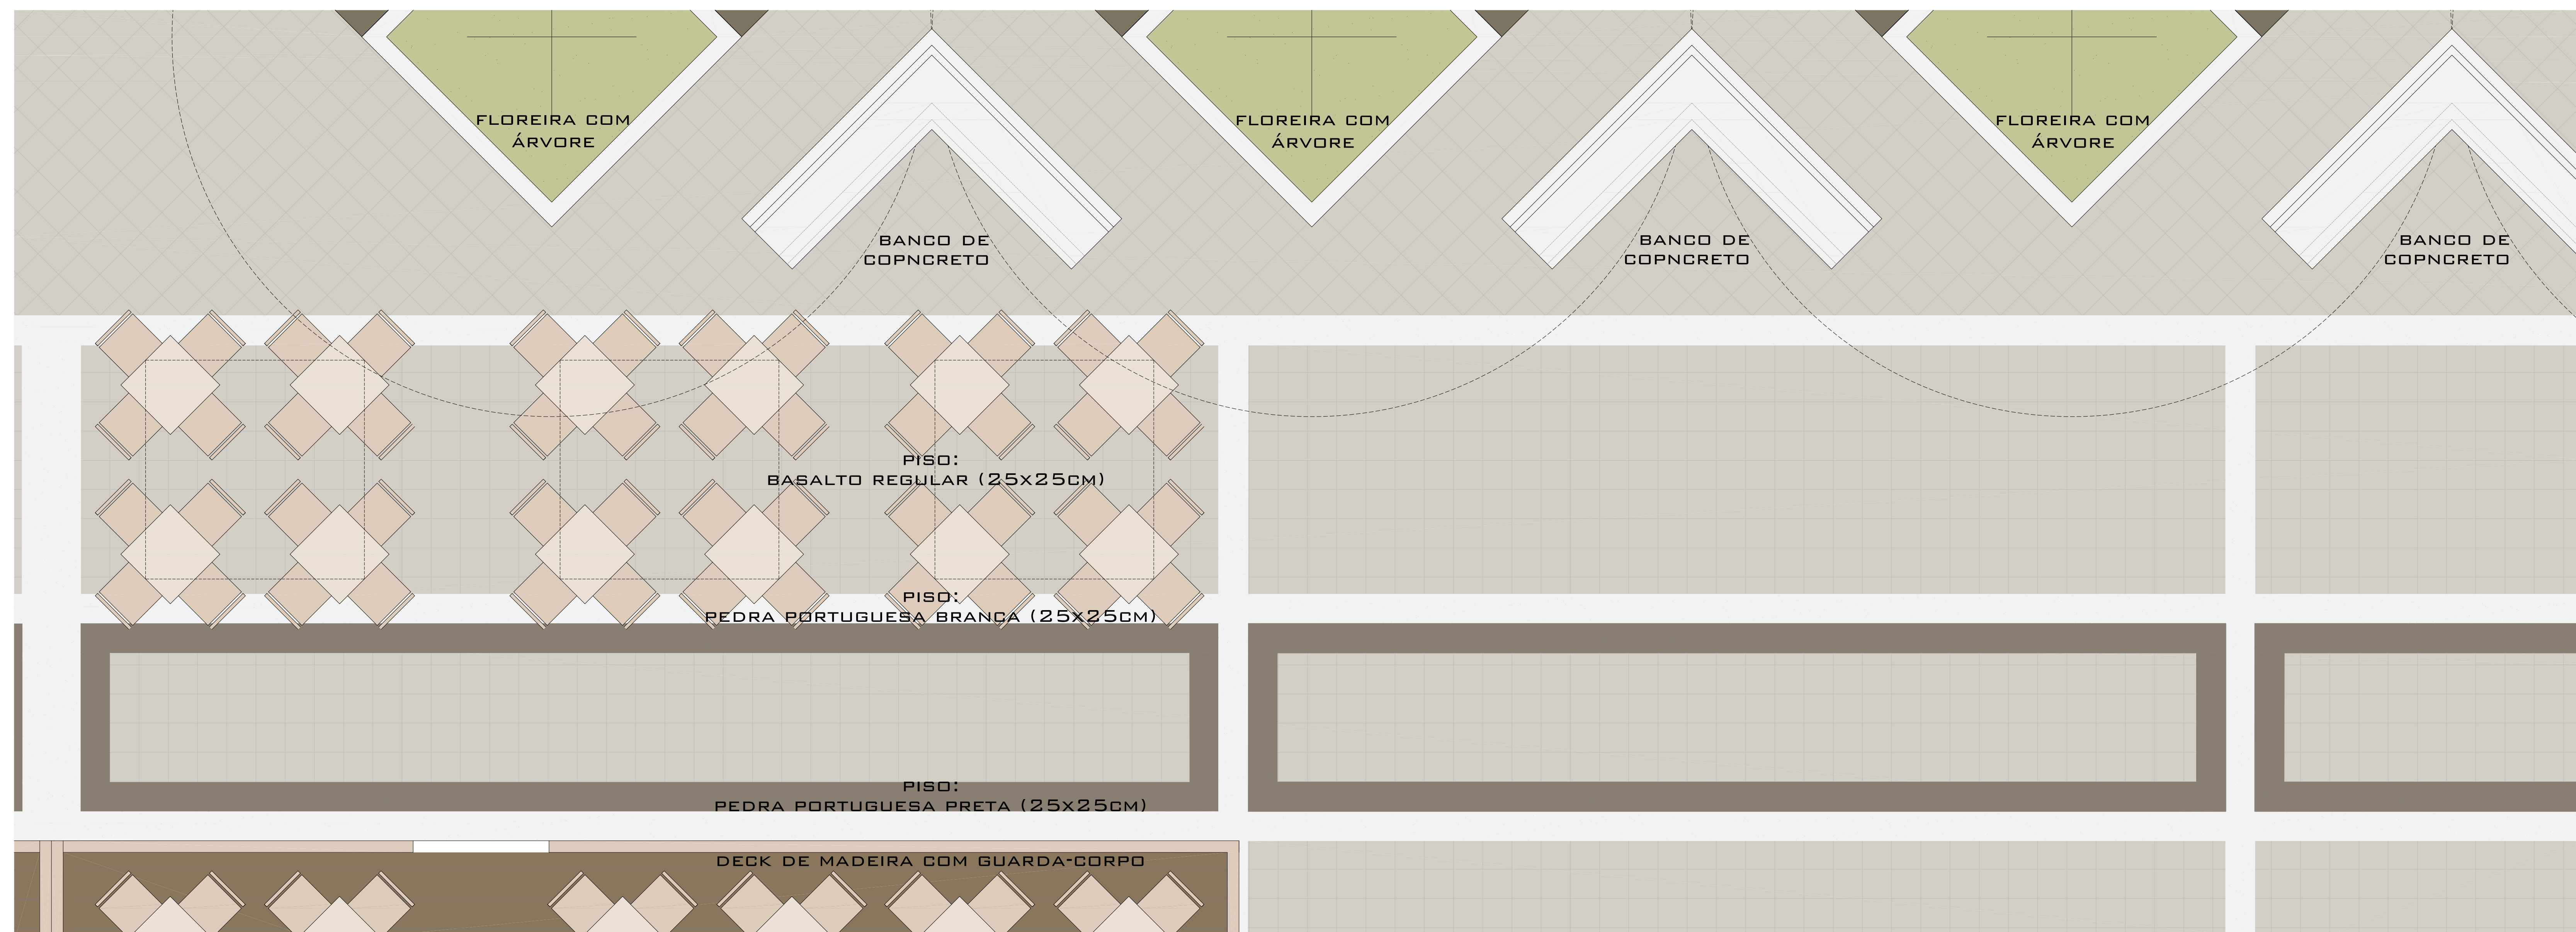 FLOREIRA COM
ÁRVORE
FLOREIRA COM
ÁRVORE
FLOREIRA COM
ÁRVORE
BANCO DE
COPNCRETO
BANCO DE
COPNCRETO
BANCO DE
COPNCRETO
PISO:
BASALTO REGULAR (25X25CM)
PISO:
PEDRA PORTUGUESA BRANCA (25X25CM)
PISO:
PEDRA PORTUGUESA PRETA (25X25CM)
DECK DE MADEIRA COM GUARDA-CORPO